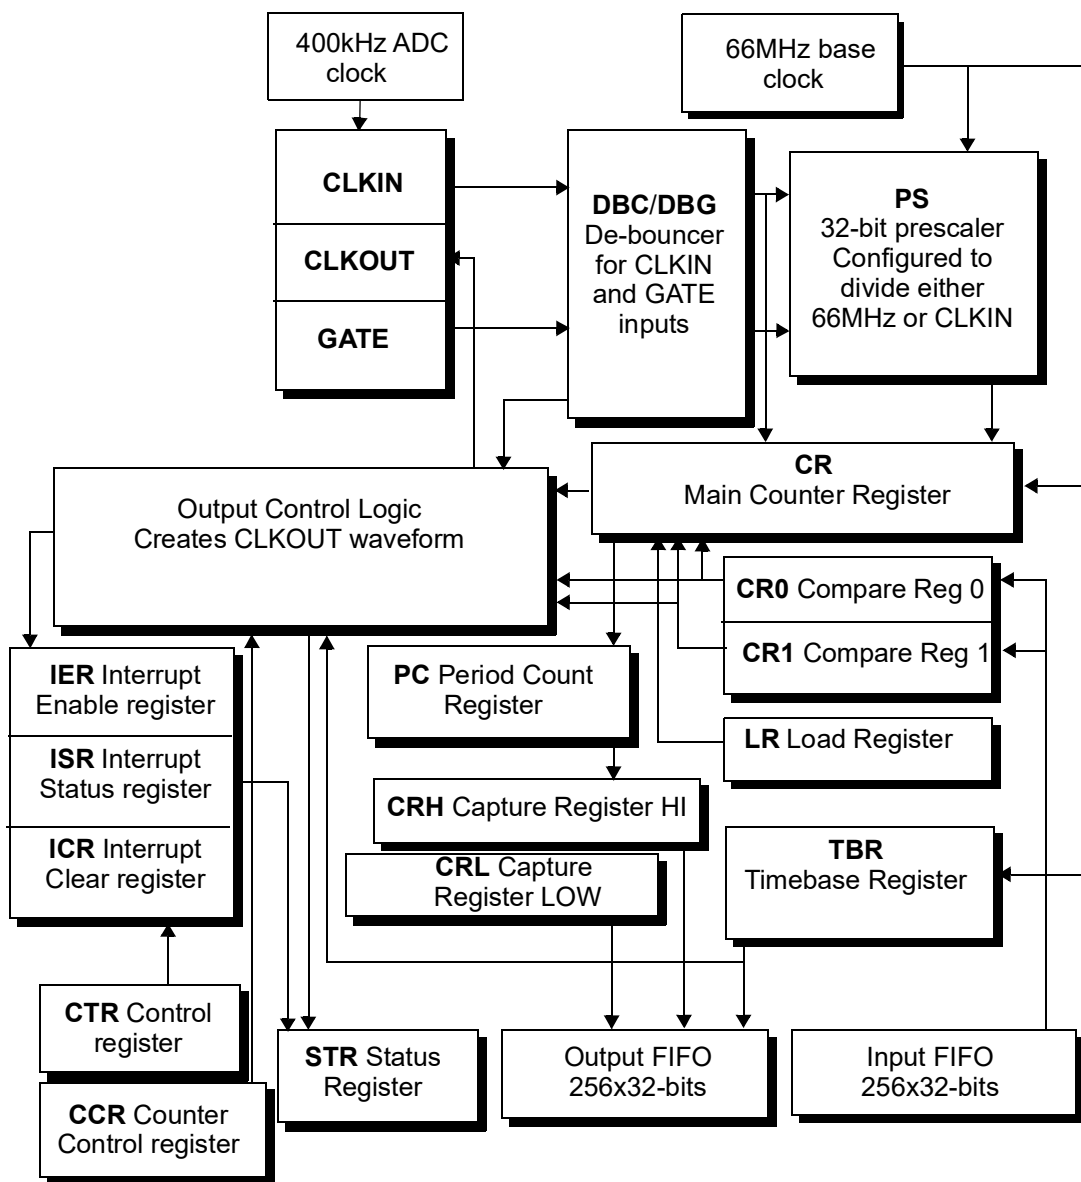 400kHz ADC
clock
66MHz base
clock
CLKIN
CLKOUT
GATE
DBC/DBG
De-bouncer
for CLKIN
and GATE
inputs
PS
32-bit prescaler
Configured to
divide either
66MHz or CLKIN
CR
Main Counter Register
Output Control Logic
Creates CLKOUT waveform
CR0 Compare Reg 0
CR1 Compare Reg 1
IER Interrupt
Enable register
ISR Interrupt
Status register
ICR Interrupt
Clear register
PC Period Count
Register
LR Load Register
CRH Capture Register HI
CRL Capture
Register LOW
TBR
Timebase Register
CTR Control
register
CCR Counter
Control register
STR Status
Register
Output FIFO
256x32-bits
Input FIFO
256x32-bits